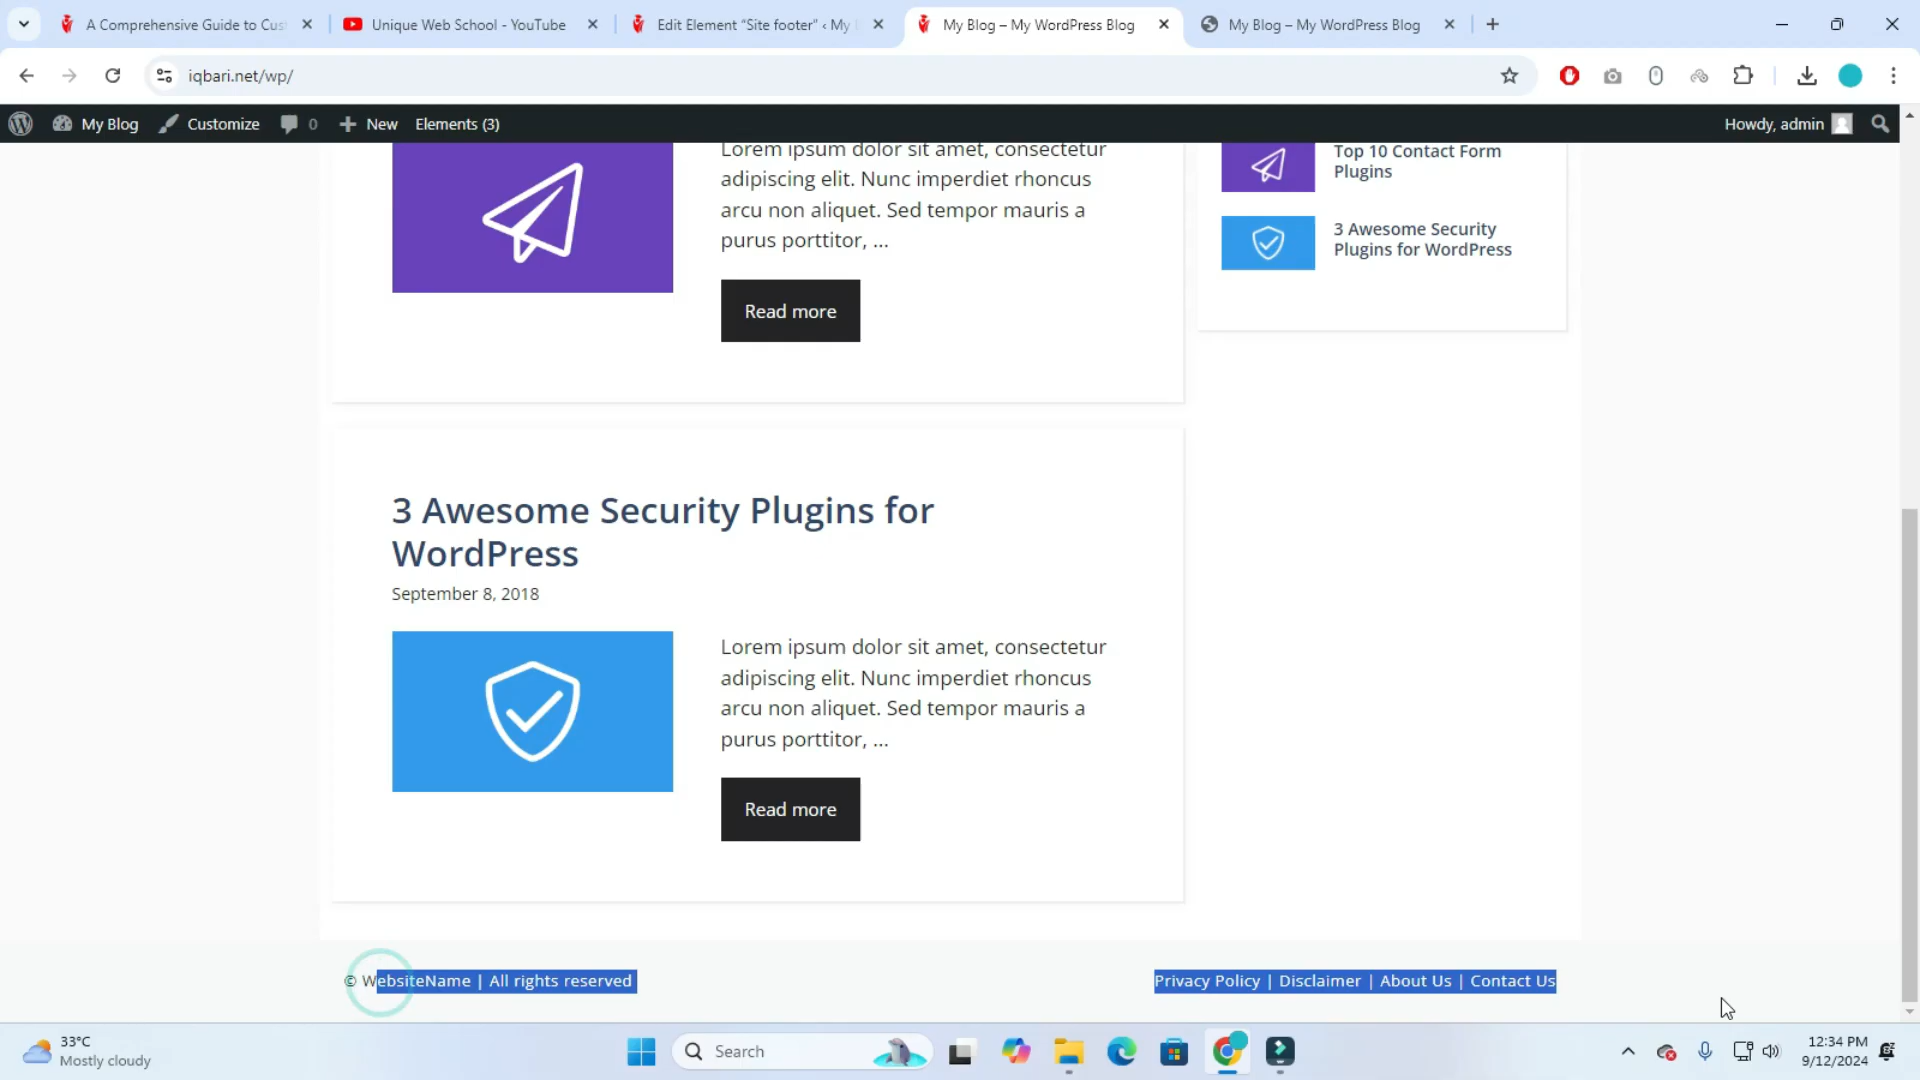 A Comprehensive Guide to Cus
Unique Web School - YouTube
Edit Element “Site footer” ‹ My
My Blog – My WordPress Blog
My Blog – My WordPress Blog
iqbari.net/wp/
My Blog
Customize
0
New
Elements (3)
Howdy, admin
Lorem ipsum dolor sit amet, consectetur
adipiscing elit. Nunc imperdiet rhoncus
arcu non aliquet. Sed tempor mauris a
purus porttitor, ...
Read more
Top 10 Contact Form
Plugins
3 Awesome Security
Plugins for WordPress
3 Awesome Security Plugins for
WordPress
September 8, 2018
Lorem ipsum dolor sit amet, consectetur
adipiscing elit. Nunc imperdiet rhoncus
arcu non aliquet. Sed tempor mauris a
purus porttitor, ...
Read more
© WebsiteName | All rights reserved
Privacy Policy | Disclaimer | About Us | Contact Us
33°C
Mostly cloudy
Search
12:34 PM
9/12/2024